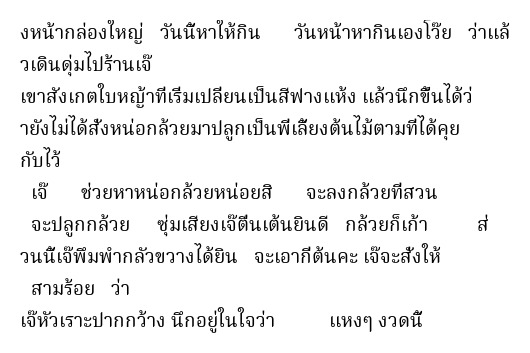 งหน้ากล่องใหญ่ วันนี้หาให้กิน วันหน้าหากินเองโว๊ย ว่าแล้
วเดินดุ่มไปร้านเจ๊
เขาสังเกตใบหญ้าที่เริ่มเปลี่ยนเป็นสีฟางแห้ง แล้วนึกขึ้นได้ว่
ายังไม่ได้สั่งหน่อกล้วยมาปลูกเป็นพี่เลี้ยงต้นไม้ตามที่ได้คุย
กับไว้
เจ๊ ช่วยหาหน่อกล้วยหน่อยสิ จะลงกล้วยที่สวน
จะปลูกกล้วย ซุ่มเสียงเจ๊ตื่นเต้นยินดี กล้วยก็เก้า ส่
วนนี้เจ๊พึมพำกลัวขวางได้ยิน จะเอากี่ต้นคะ เจ๊จะสั่งให้
สามร้อย ว่า
เจ๊หัวเราะปากกว้าง นึกอยู่ในใจว่า แหงๆ งวดนี้